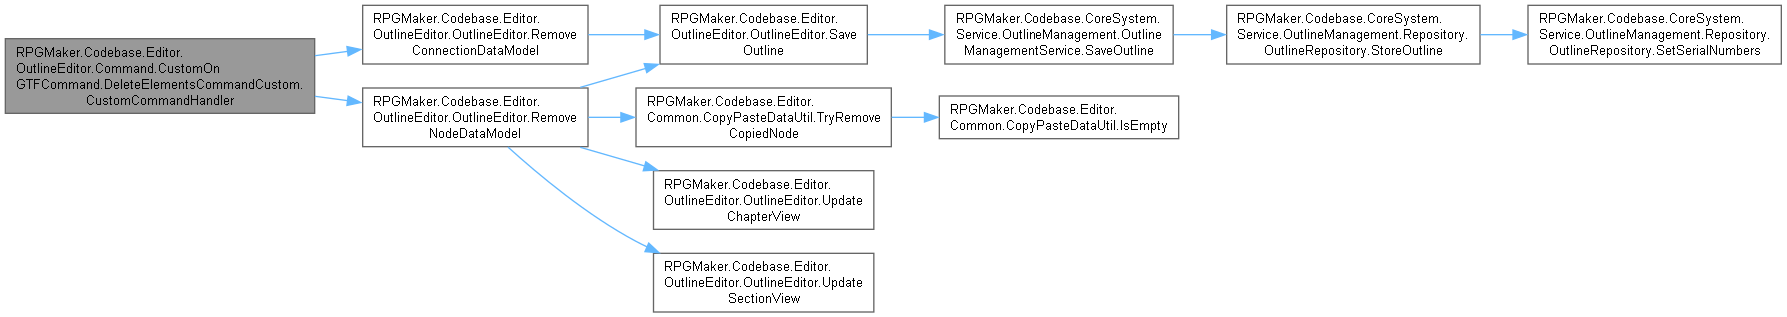 RPGMaker.Codebase.Editor.
OutlineEditor.Command.CustomOn
GTFCommand.DeleteElementsCommandCustom.
CustomCommandHandler
RPGMaker.Codebase.Editor.
OutlineEditor.OutlineEditor.Remove
ConnectionDataModel
RPGMaker.Codebase.Editor.
OutlineEditor.OutlineEditor.Save
Outline
RPGMaker.Codebase.CoreSystem.
Service.OutlineManagement.Outline
ManagementService.SaveOutline
RPGMaker.Codebase.CoreSystem.
Service.OutlineManagement.Repository.
OutlineRepository.StoreOutline
RPGMaker.Codebase.CoreSystem.
Service.OutlineManagement.Repository.
OutlineRepository.SetSerialNumbers
RPGMaker.Codebase.Editor.
OutlineEditor.OutlineEditor.Remove
NodeDataModel
RPGMaker.Codebase.Editor.
Common.CopyPasteDataUtil.TryRemove
CopiedNode
RPGMaker.Codebase.Editor.
Common.CopyPasteDataUtil.IsEmpty
RPGMaker.Codebase.Editor.
OutlineEditor.OutlineEditor.Update
ChapterView
RPGMaker.Codebase.Editor.
OutlineEditor.OutlineEditor.Update
SectionView